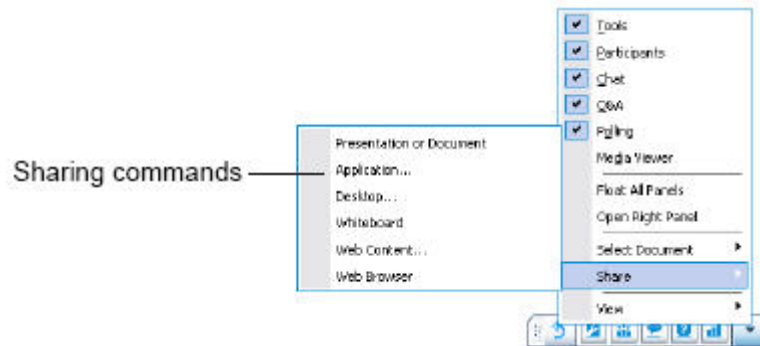 Tools
Participants
Chat
Q&A
Polling
Media Viewer
Float All Panels
Open Right Panel
Select Document
Share
View
Sharing commands
Presentation or Document
Application...
Desktop...
Whiteboard
Web Content...
Web Browser